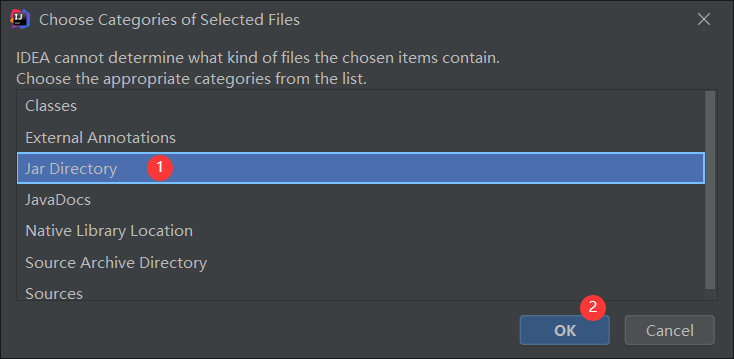 IJ
Choose Categories of Selected Files
IDEA cannot determine what kind of files the chosen items contain.
Choose the appropriate categories from the list.
Classes
External Annotations
Jar Directory 1
JavaDocs
Native Library Location
Source Archive Directory
Sources
2
OK Cancel